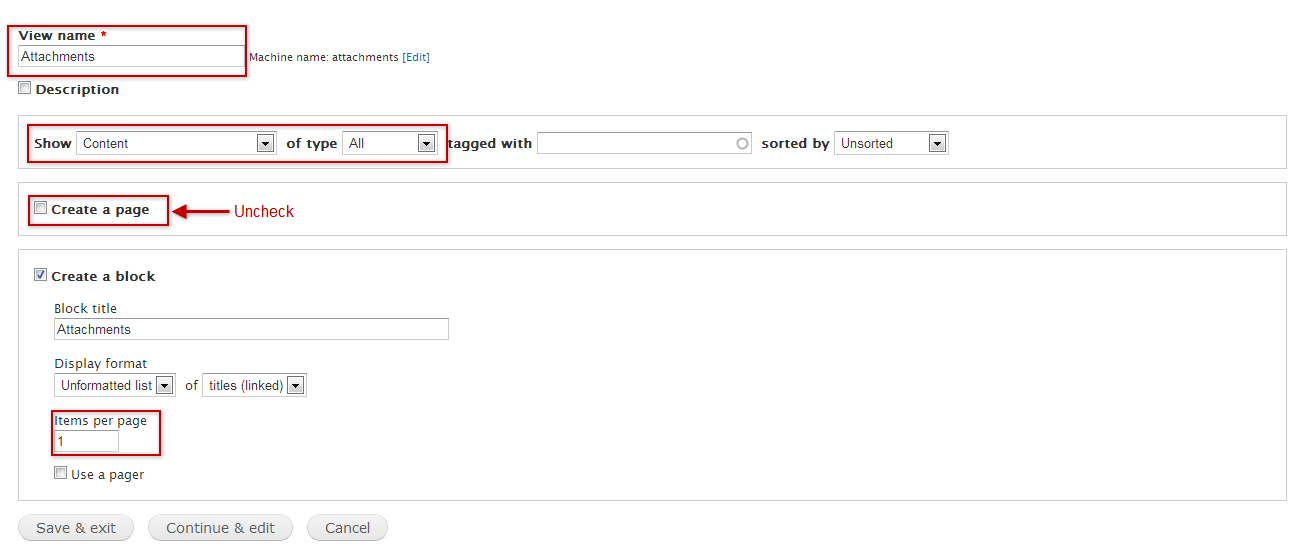 View name *
Attachments Machine name: attachments [Edit]
Description
Show Content of type All tagged with sorted by Unsorted
Create a page Uncheck
Create a block
Block title
Attachments
Display format
Unformatted list of titles (linked)
Items per page
1
Use a pager
Save & exit Continue & edit Cancel